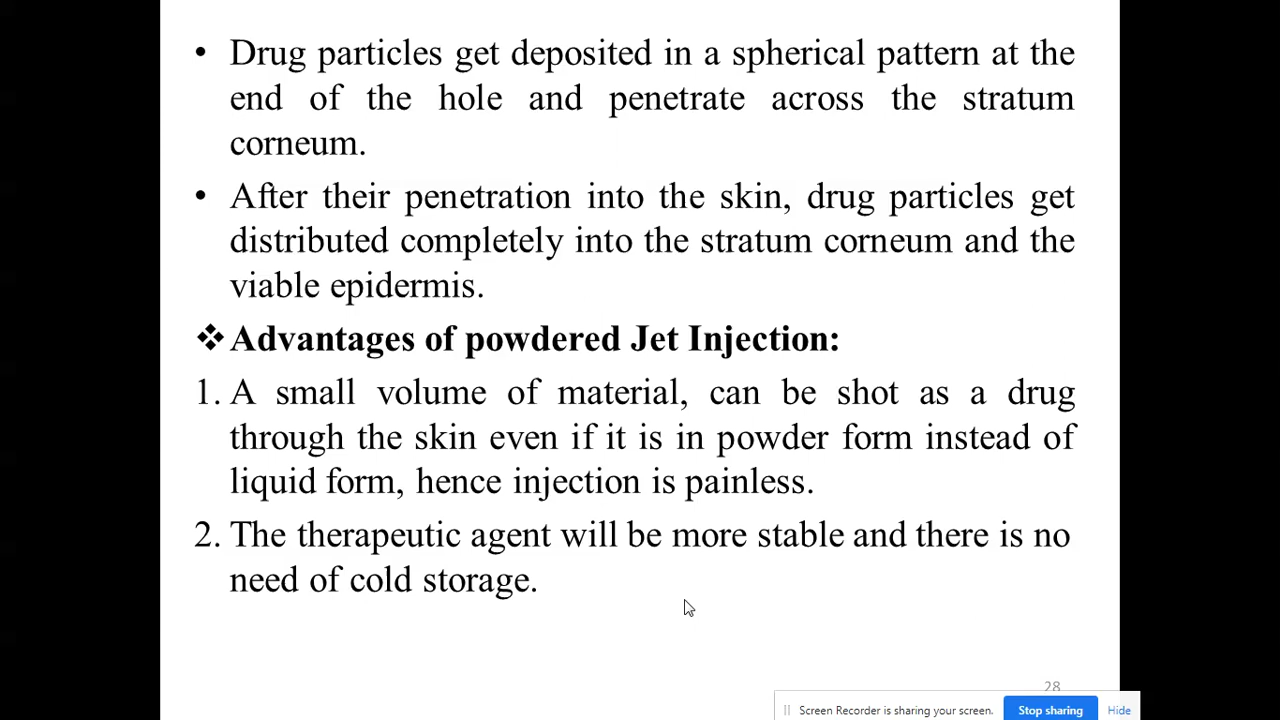 • Drug particles get deposited in a spherical pattern at the
end of the hole and penetrate across the stratum
corneum.
• After their penetration into the skin, drug particles get
distributed completely into the stratum corneum and the
viable epidermis.
❖ Advantages of powdered Jet Injection:
1. A small volume of material, can be shot as a drug
through the skin even if it is in powder form instead of
liquid form, hence injection is painless.
2. The therapeutic agent will be more stable and there is no
need of cold storage.
28
Screen Recorder is sharing your screen. Stop sharing Hide